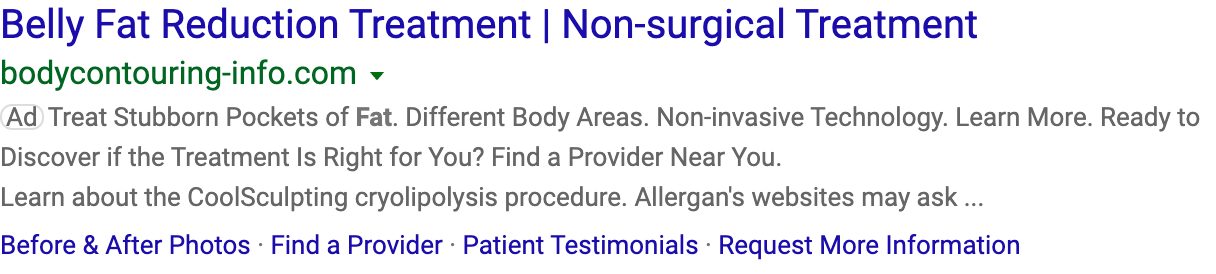 Belly Fat Reduction Treatment | Non-surgical Treatment
bodycontouring-info.com
Ad Treat Stubborn Pockets of Fat. Different Body Areas. Non-invasive Technology. Learn More. Ready to
Discover if the Treatment Is Right for You? Find a Provider Near You.
Learn about the CoolSculpting cryolipolysis procedure. Allergan's websites may ask ...
Before & After Photos · Find a Provider · Patient Testimonials · Request More Information